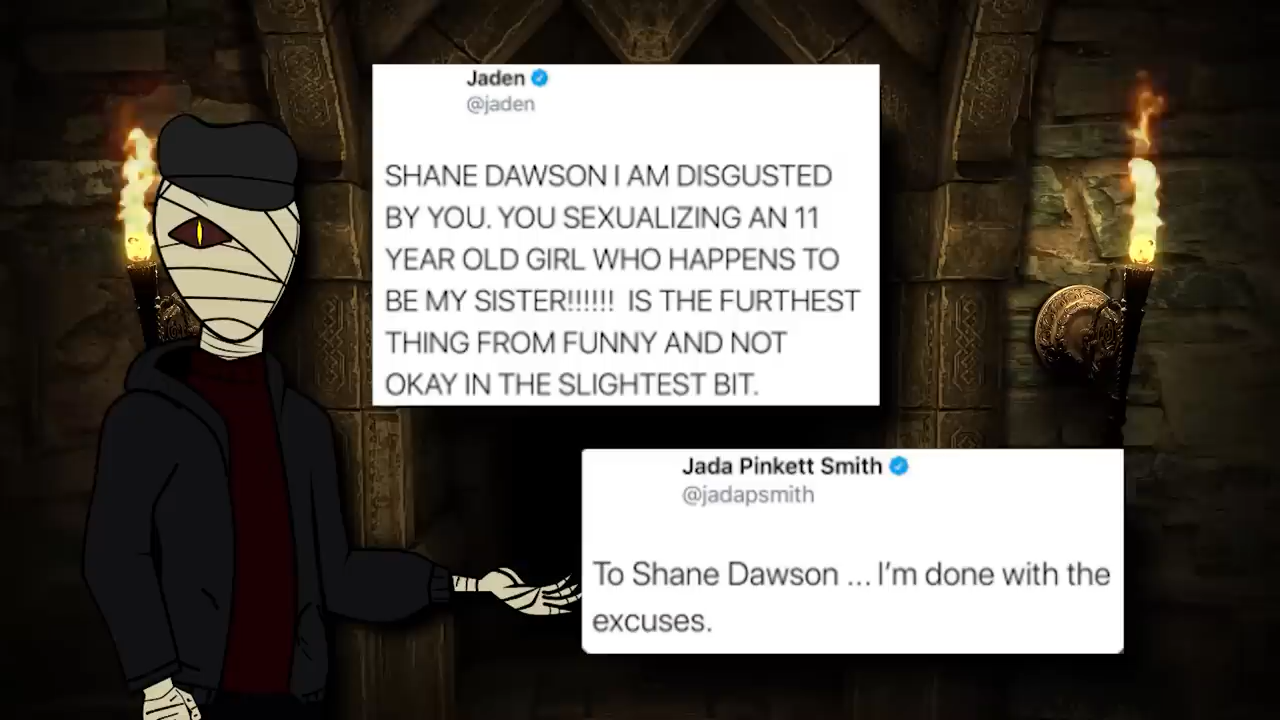 Jaden
@jaden
SHANE DAWSON I AM DISGUSTED
BY YOU. YOU SEXUALIZING AN 11
YEAR OLD GIRL WHO HAPPENS TO
BE MY SISTER!!!!!! IS THE FURTHEST
THING FROM FUNNY AND NOT
OKAY IN THE SLIGHTEST BIT.
Jada Pinkett Smith
@jadapsmith
To Shane Dawson ... I'm done with the
excuses.